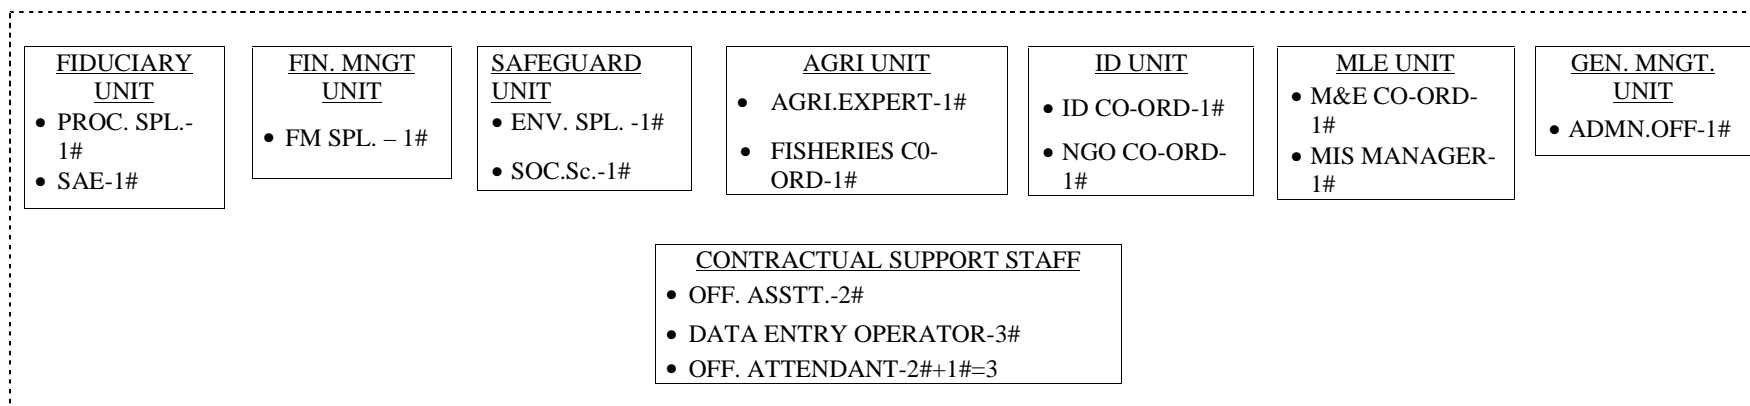 FIDUCIARY
UNIT
• PROC. SPL.-
1#
• SAE-1#
FIN. MNGT
UNIT
• FM SPL. – 1#
SAFEGUARD
UNIT
• ENV. SPL. -1#
• SOC.Sc.-1#
AGRI UNIT
• AGRI.EXPERT-1#
• FISHERIES C0-
ORD-1#
ID UNIT
• ID CO-ORD-1#
• NGO CO-ORD-
1#
MLE UNIT
• M&E CO-ORD-
1#
• MIS MANAGER-
1#
GEN. MNGT.
UNIT
• ADMN.OFF-1#
CONTRACTUAL SUPPORT STAFF
• OFF. ASSTT.-2#
• DATA ENTRY OPERATOR-3#
• OFF. ATTENDANT-2#+1#=3